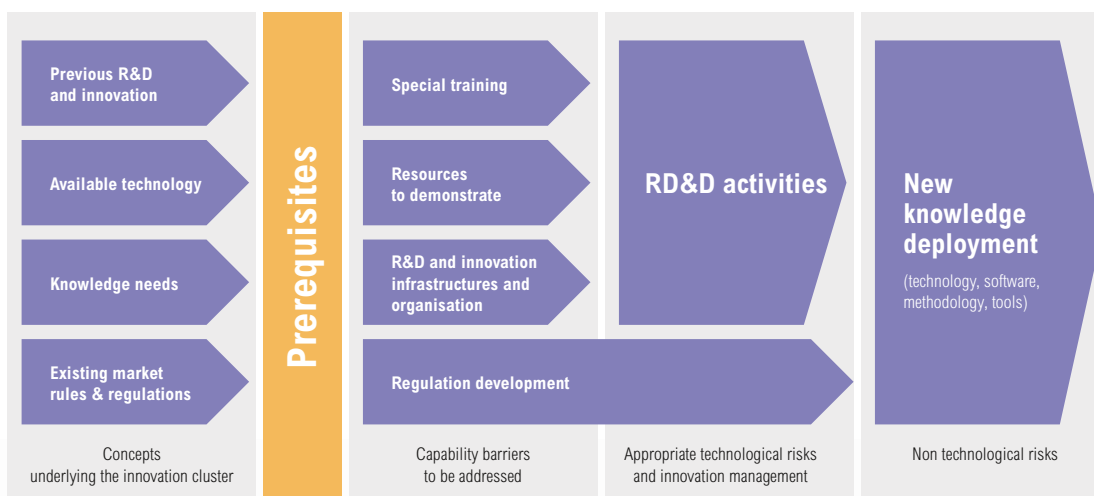 Previous R&D
and innovation
Available technology
Knowledge needs
Existing market
rules & regulations
Concepts
underlying the innovation cluster
Prerequisites
Special training
Resources
to demonstrate
R&D and innovation
infrastructures and
organisation
Regulation development
Capability barriers
to be addressed
RD&D activities
Appropriate technological risks
and innovation management
New
knowledge
deployment
(technology, software,
methodology, tools)
Non technological risks